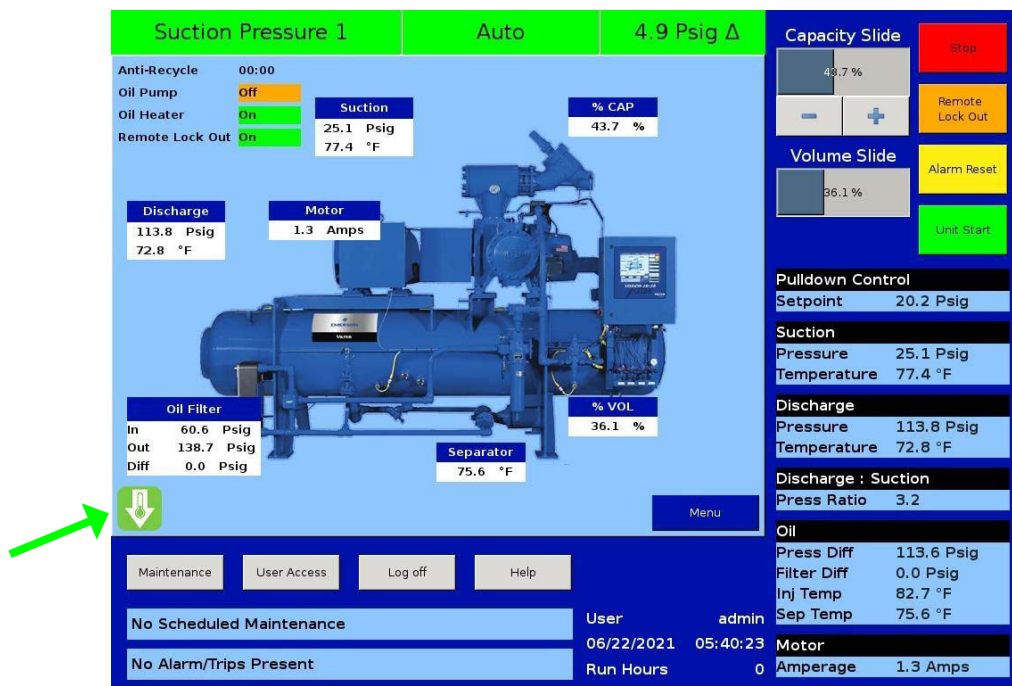 Suction Pressure 1 Auto 4.9 Psig Δ
Anti-Recycle 00:00
Oil Pump Off
Oil Heater On
Remote Lock Out On
Suction
25.1 Psig
77.4 °F
% CAP
43.7 %
Discharge
113.8 Psig
72.8 °F
Motor
1.3 Amps
EMERSON
Vilter
Oil Filter
In 60.6 Psig
Out 138.7 Psig
Diff 0.0 Psig
% VOL
36.1 %
Separator
75.6 °F
Menu
Maintenance User Access Log off Help
No Scheduled Maintenance
No Alarm/Trips Present
User admin
06/22/2021 05:40:23
Run Hours 0
Capacity Slide
43.7 %
Volume Slide
36.1 %
Stop
Remote
Lock Out
Alarm Reset
Unit Start
Pulldown Control
Setpoint 20.2 Psig
Suction
Pressure 25.1 Psig
Temperature 77.4 °F
Discharge
Pressure 113.8 Psig
Temperature 72.8 °F
Discharge : Suction
Press Ratio 3.2
Oil
Press Diff 113.6 Psig
Filter Diff 0.0 Psig
Inj Temp 82.7 °F
Sep Temp 75.6 °F
Motor
Amperage 1.3 Amps